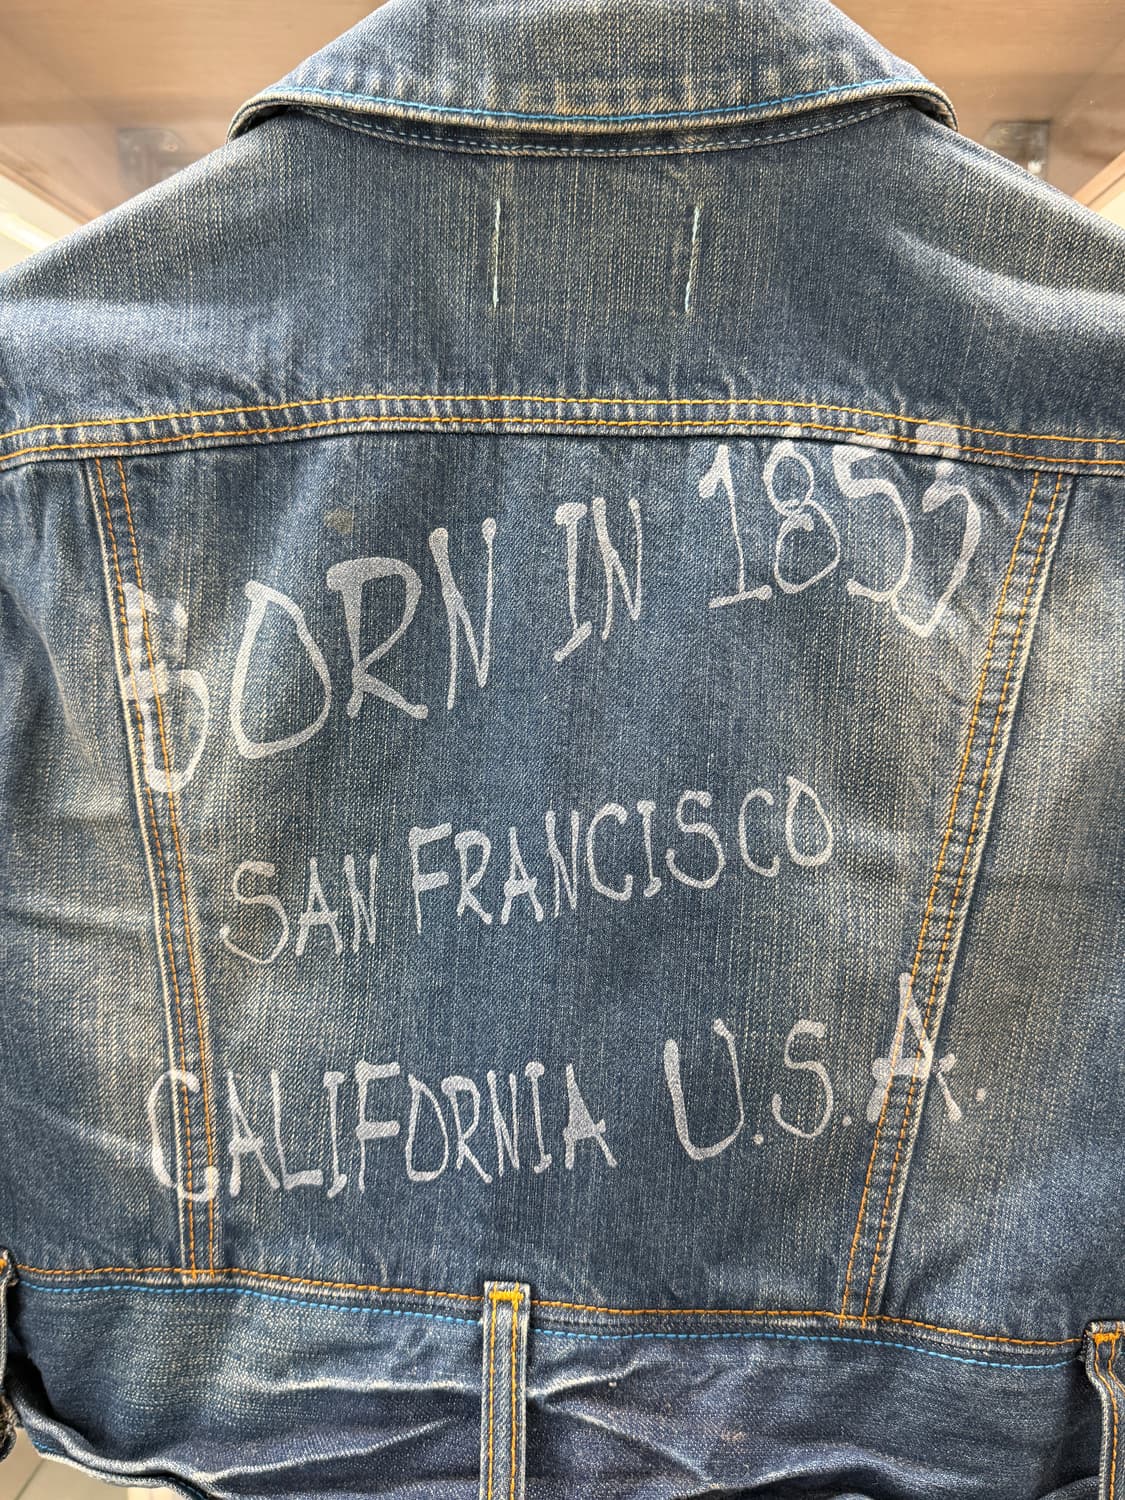 BORN IN 1853
SAN FRANCISCO
CALIFORNIA U.S.A.